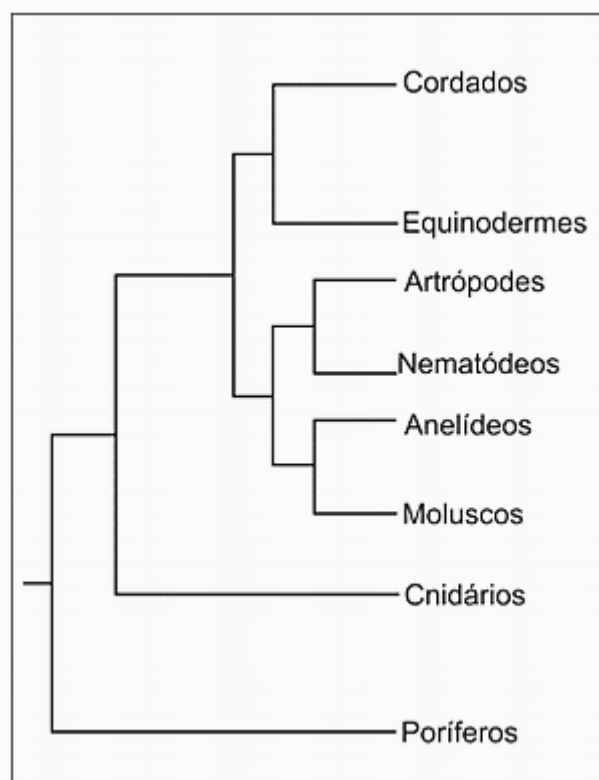 Cordados
Equinodermes
Artrópodes
Nematódeos
Anelídeos
Moluscos
Cnidários
Poríferos